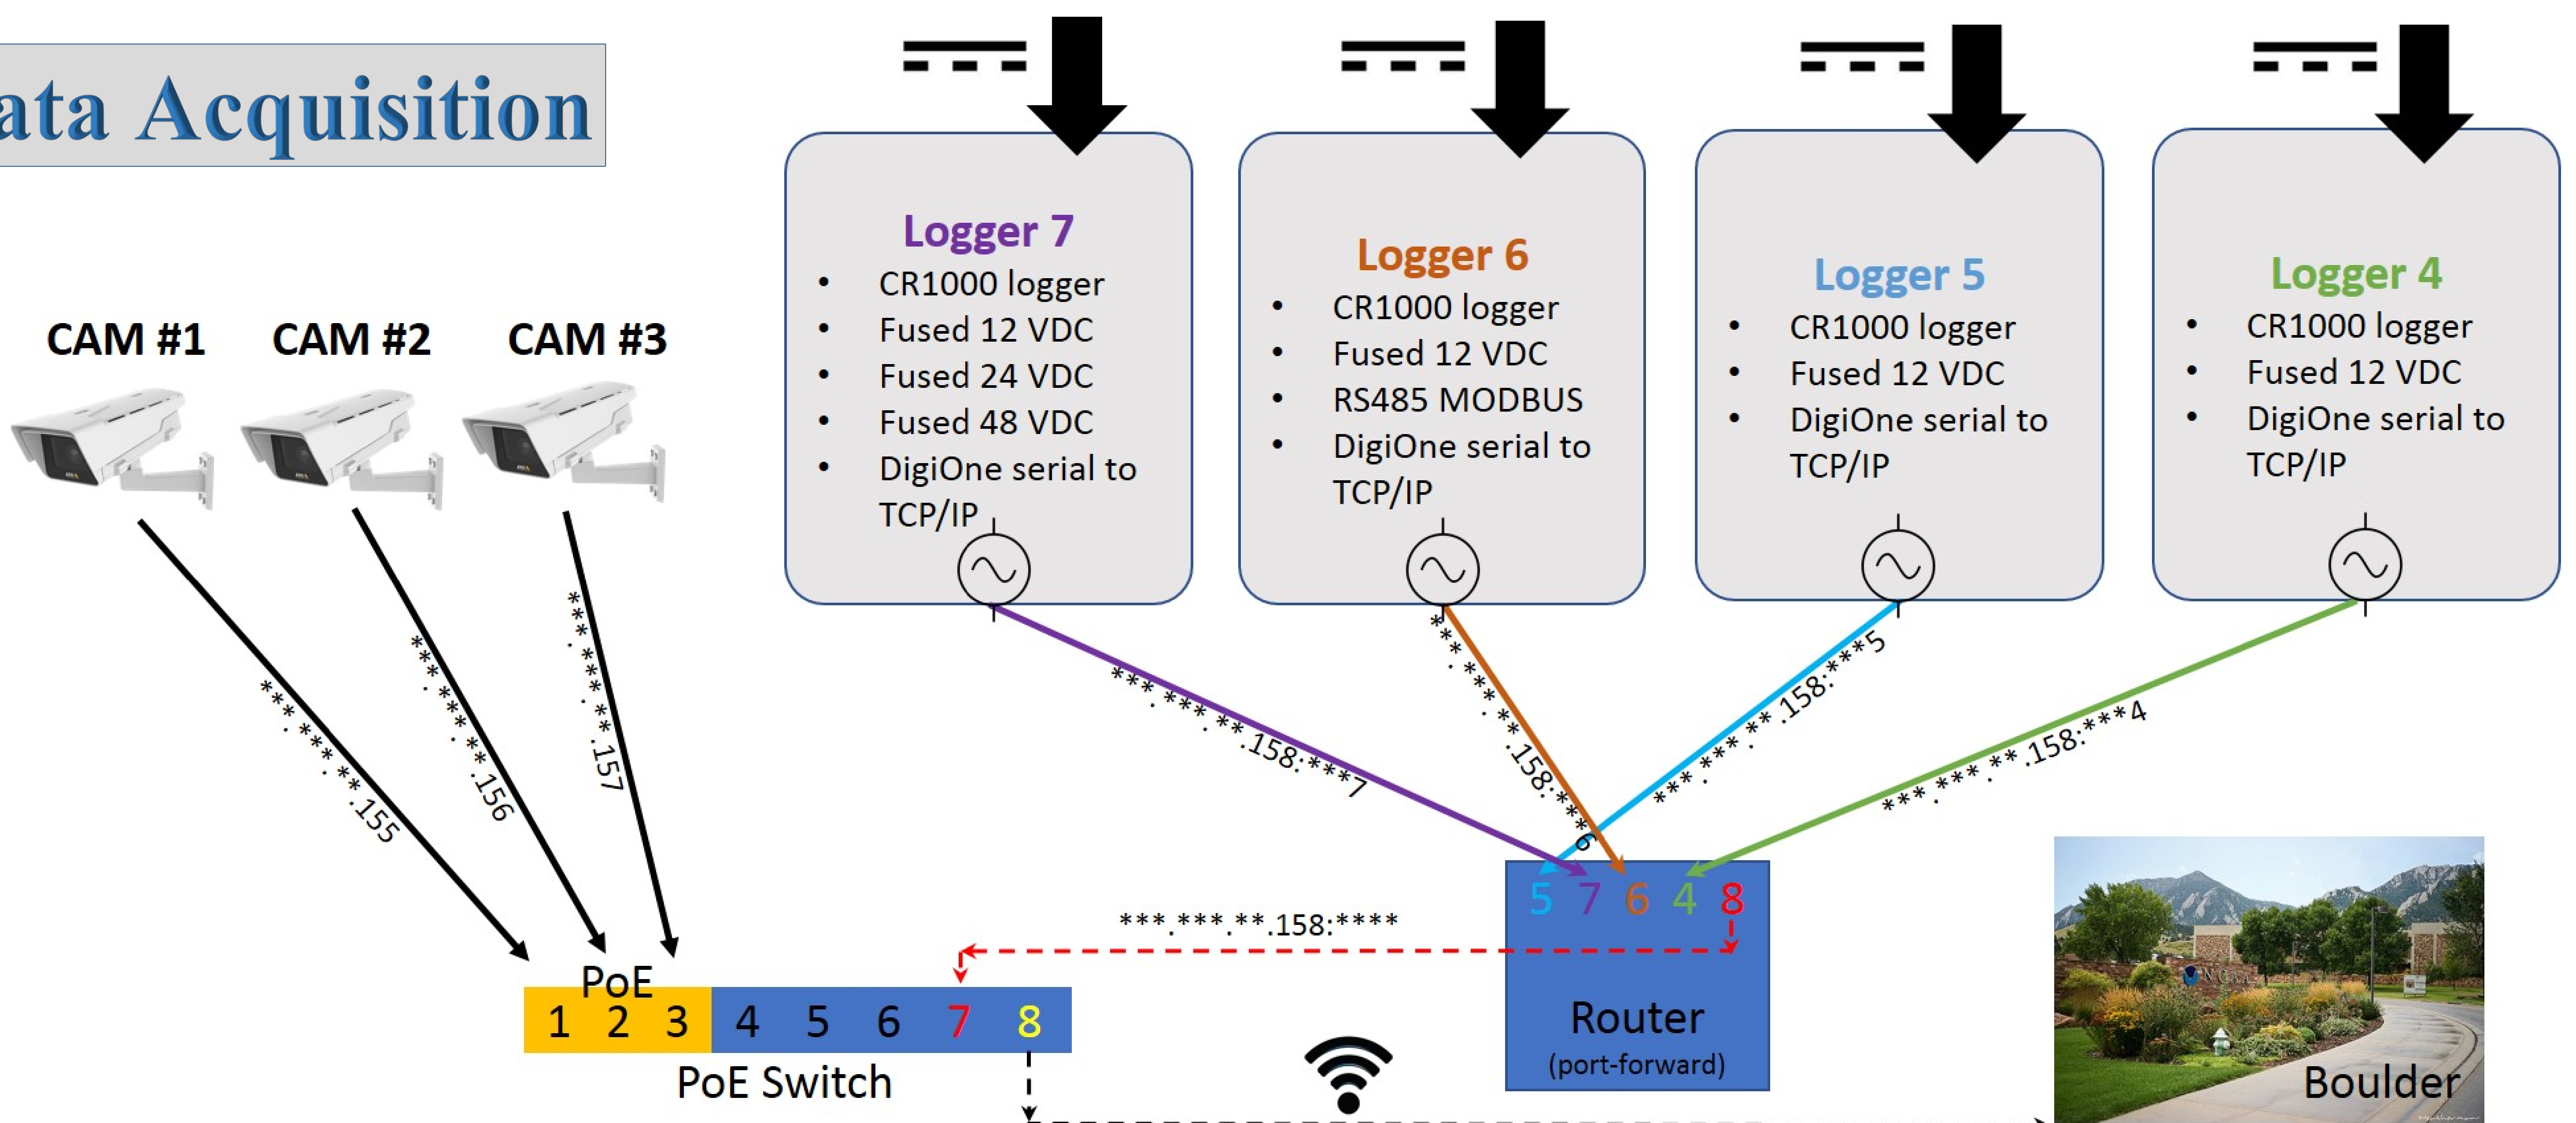 ata Acquisition
CAM #1
CAM #2
CAM #3
Logger 7
• CR1000 logger
• Fused 12 VDC
• Fused 24 VDC
• Fused 48 VDC
• DigiOne serial to
TCP/IP
Logger 6
• CR1000 logger
• Fused 12 VDC
• RS485 MODBUS
• DigiOne serial to
TCP/IP
Logger 5
• CR1000 logger
• Fused 12 VDC
• DigiOne serial to
TCP/IP
Logger 4
• CR1000 logger
• Fused 12 VDC
• DigiOne serial to
TCP/IP
***.***.**.155
***.***.**.156
***.***.**.157
***.***.**.158:***7
***.***.**.158:***6
***.***.**.158:***5
***.***.**.158:***4
5 7 6 4 8
***.***.**.158:****
Router
(port-forward)
PoE
1 2 3 4 5 6 7 8
PoE Switch
NOAA
Boulder